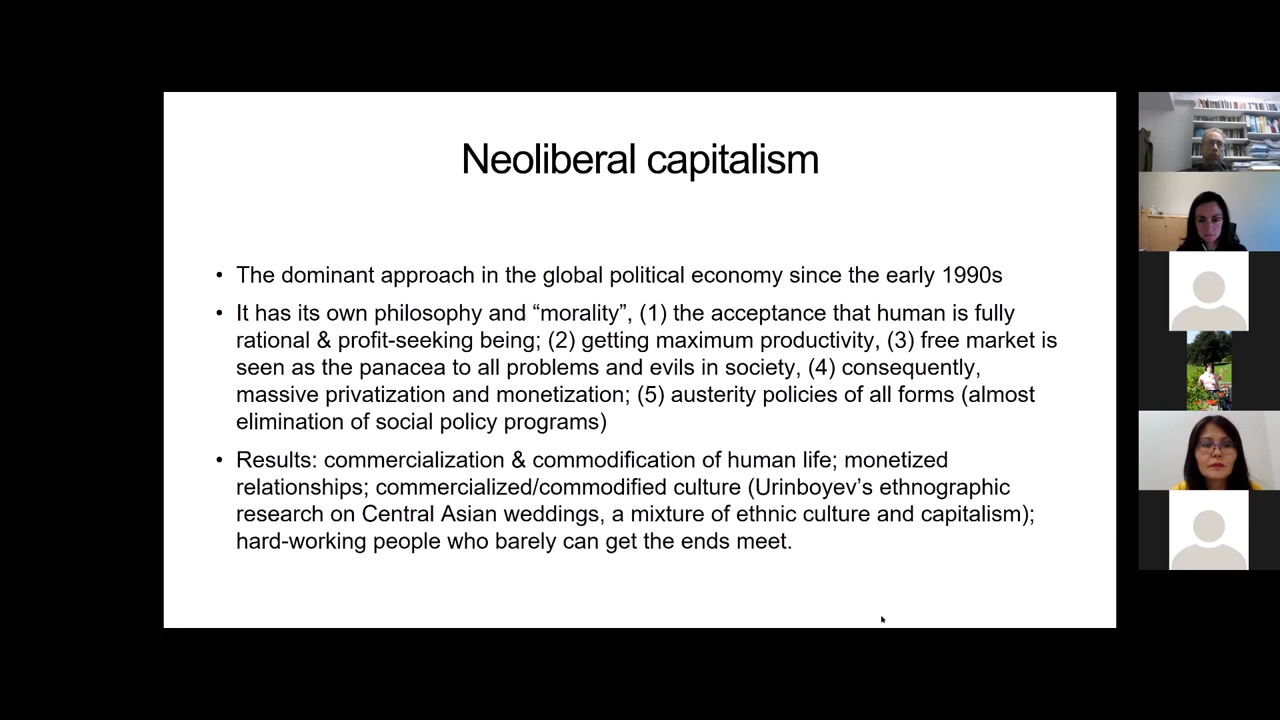 Neoliberal capitalism
• The dominant approach in the global political economy since the early 1990s
• It has its own philosophy and “morality”, (1) the acceptance that human is fully
rational & profit-seeking being; (2) getting maximum productivity, (3) free market is
seen as the panacea to all problems and evils in society, (4) consequently,
massive privatization and monetization; (5) austerity policies of all forms (almost
elimination of social policy programs)
• Results: commercialization & commodification of human life; monetized
relationships; commercialized/commodified culture (Urinboyev’s ethnographic
research on Central Asian weddings, a mixture of ethnic culture and capitalism);
hard-working people who barely can get the ends meet.